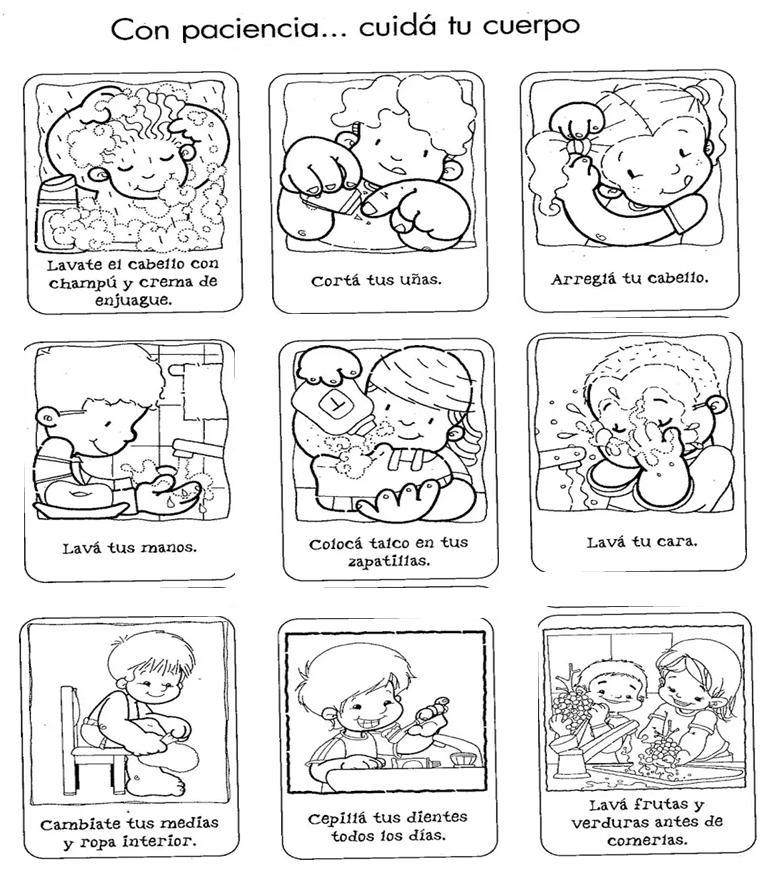 Con paciencia... cuidá tu cuerpo
Lavate el cabello con
champú y crema de
enjuague.
Cortá tus uñas.
Arreglá tu cabello.
Lavá tus manos.
Colocá talco en tus
zapatillas.
Lavá tu cara.
Cambiate tus medias
y ropa interior.
Cepillá tus dientes
todos los días.
Lavá frutas y
verduras antes de
comerlas.